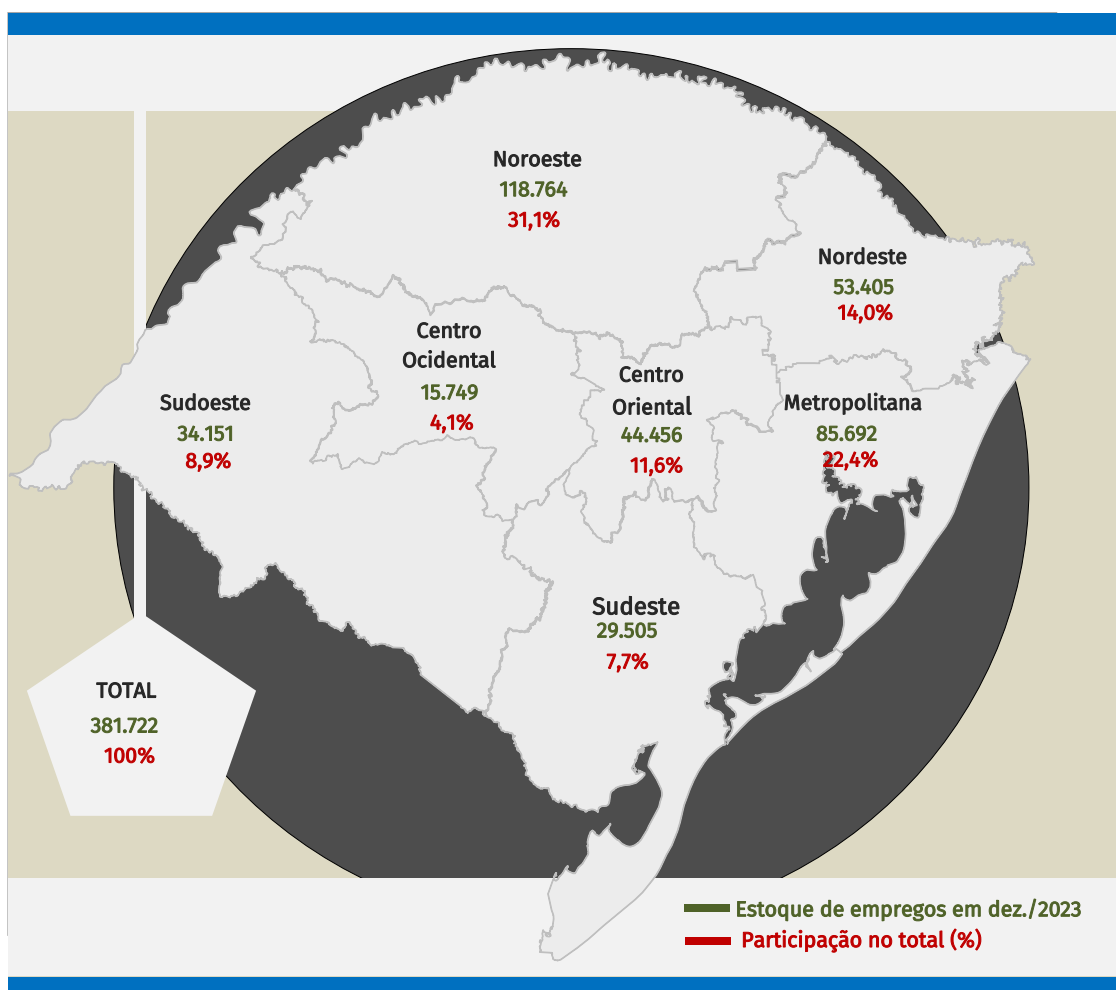 Noroeste
118.764
31,1%
Nordeste
53.405
14,0%
Centro
Ocidental
15.749
4,1%
Centro
Oriental
44.456
11,6%
Metropolitana
85.692
22,4%
Sudoeste
34.151
8,9%
Sudeste
29.505
7,7%
TOTAL
381.722
100%
Estoque de empregos em dez./2023
Participação no total (%)